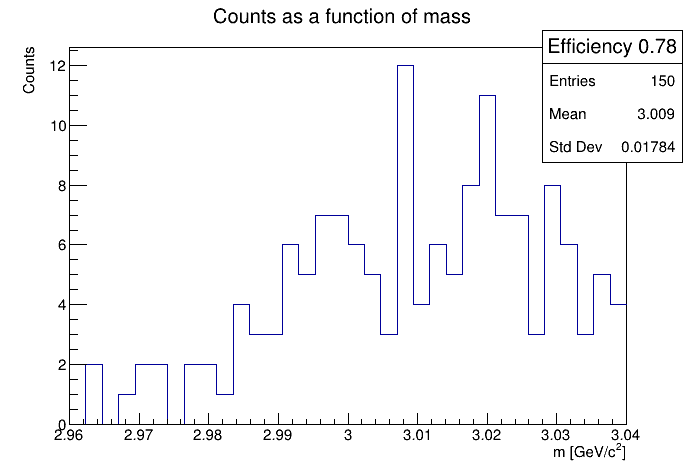 Counts as a function of mass
Efficiency 0.78
Entries 150
Mean 3.009
Std Dev 0.01784
Counts
12
10
8
6
4
2
0
2.96 2.97 2.98 2.99 3 3.01 3.02 3.03 3.04
m [GeV/c²]